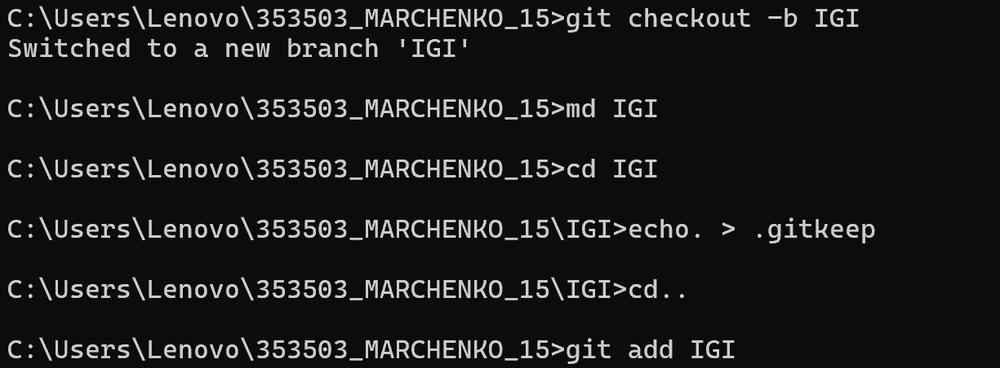 C:\Users\Lenovo\353503_MARCHENKO_15>git checkout -b IGI
Switched to a new branch 'IGI'
C:\Users\Lenovo\353503_MARCHENKO_15>md IGI
C:\Users\Lenovo\353503_MARCHENKO_15>cd IGI
C:\Users\Lenovo\353503_MARCHENKO_15\IGI>echo. > .gitkeep
C:\Users\Lenovo\353503_MARCHENKO_15\IGI>cd..
C:\Users\Lenovo\353503_MARCHENKO_15>git add IGI